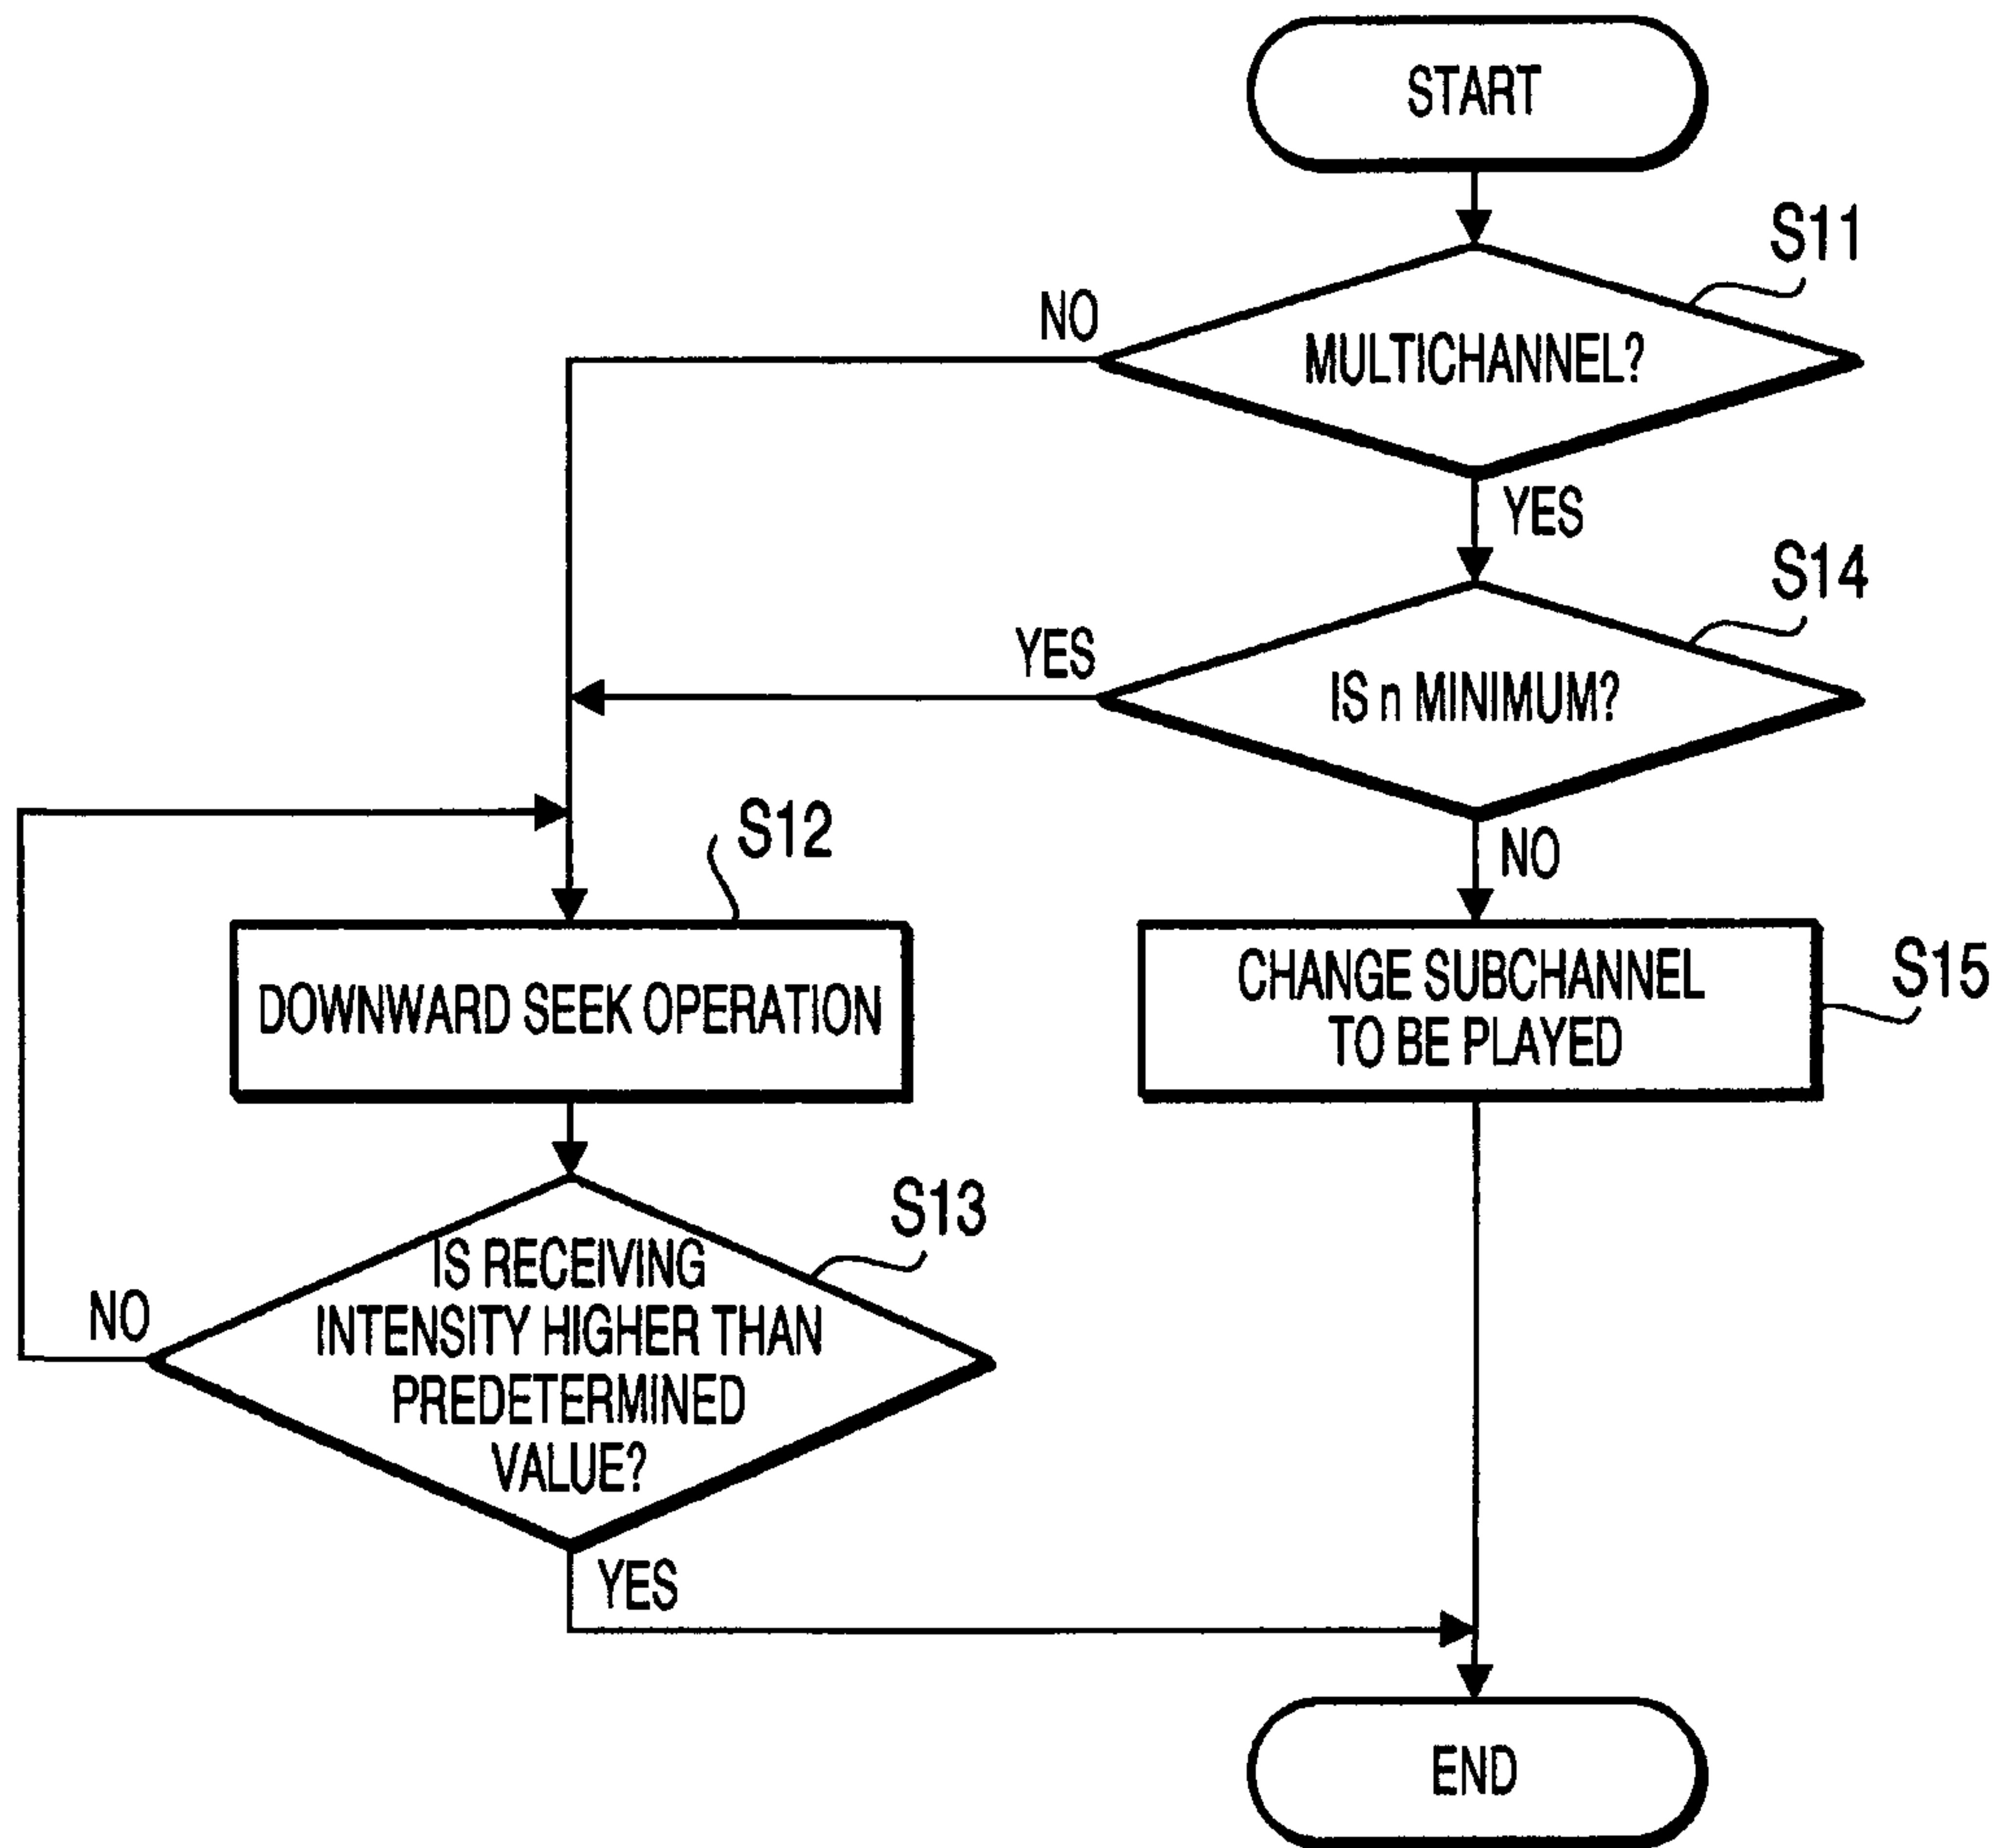 START
S11
NO
MULTICHANNEL?
YES
S14
YES
IS n MINIMUM?
NO
S12
DOWNWARD SEEK OPERATION
CHANGE SUBCHANNEL
TO BE PLAYED
S15
S13
IS RECEIVING
INTENSITY HIGHER THAN
PREDETERMINED
VALUE?
NO
YES
END